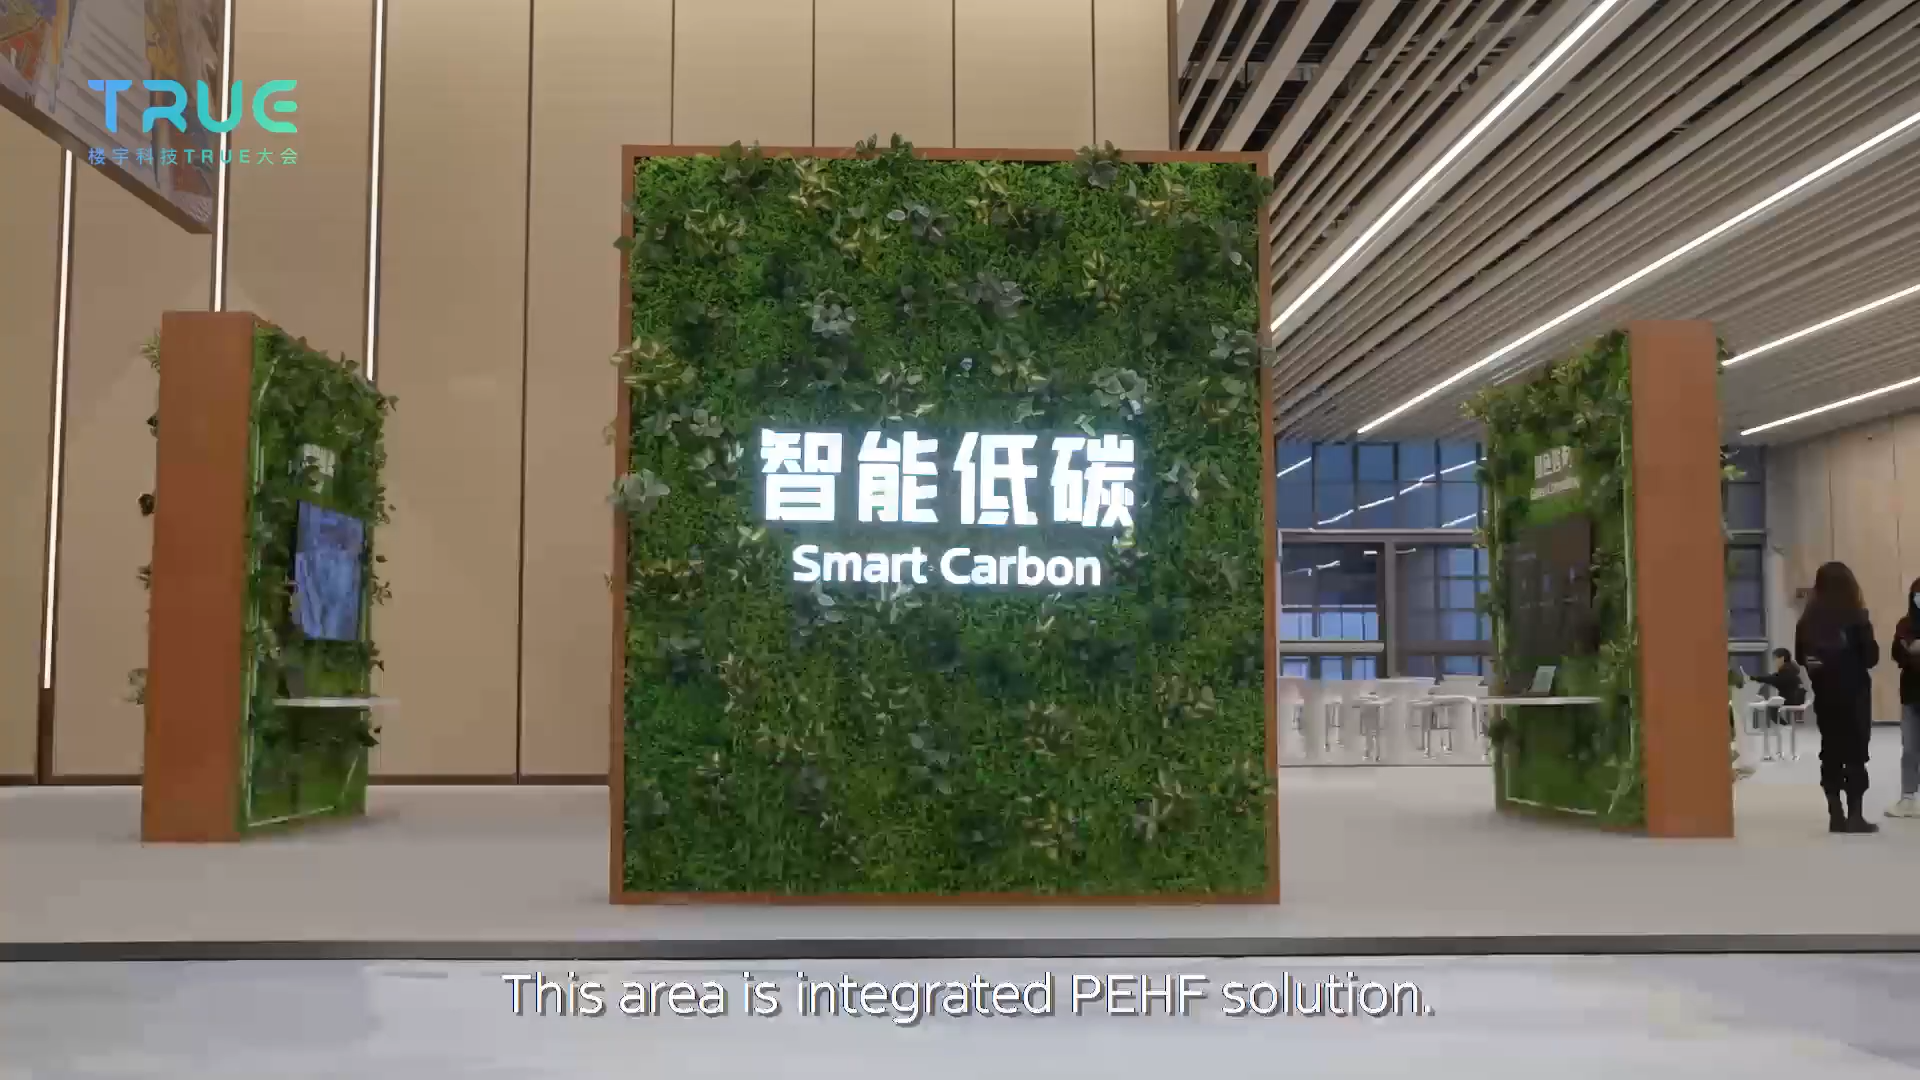 TRUE
楼宇科技TRUE大会
智能低碳
Smart Carbon
This area is integrated PEHF solution.